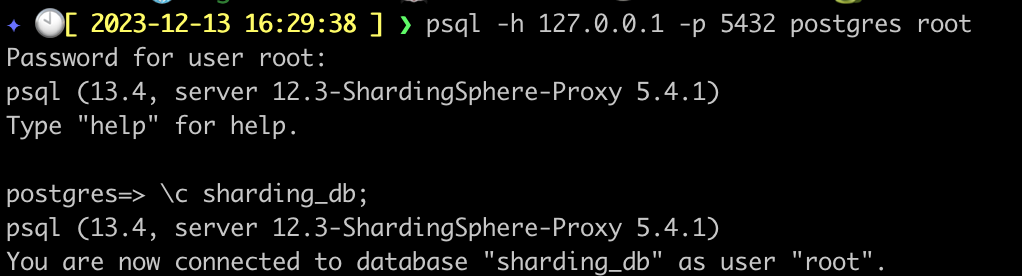 [ 2023-12-13 16:29:38 ] ❯ psql -h 127.0.0.1 -p 5432 postgres root
Password for user root:
psql (13.4, server 12.3-ShardingSphere-Proxy 5.4.1)
Type "help" for help.
postgres=> \c sharding_db;
psql (13.4, server 12.3-ShardingSphere-Proxy 5.4.1)
You are now connected to database "sharding_db" as user "root".